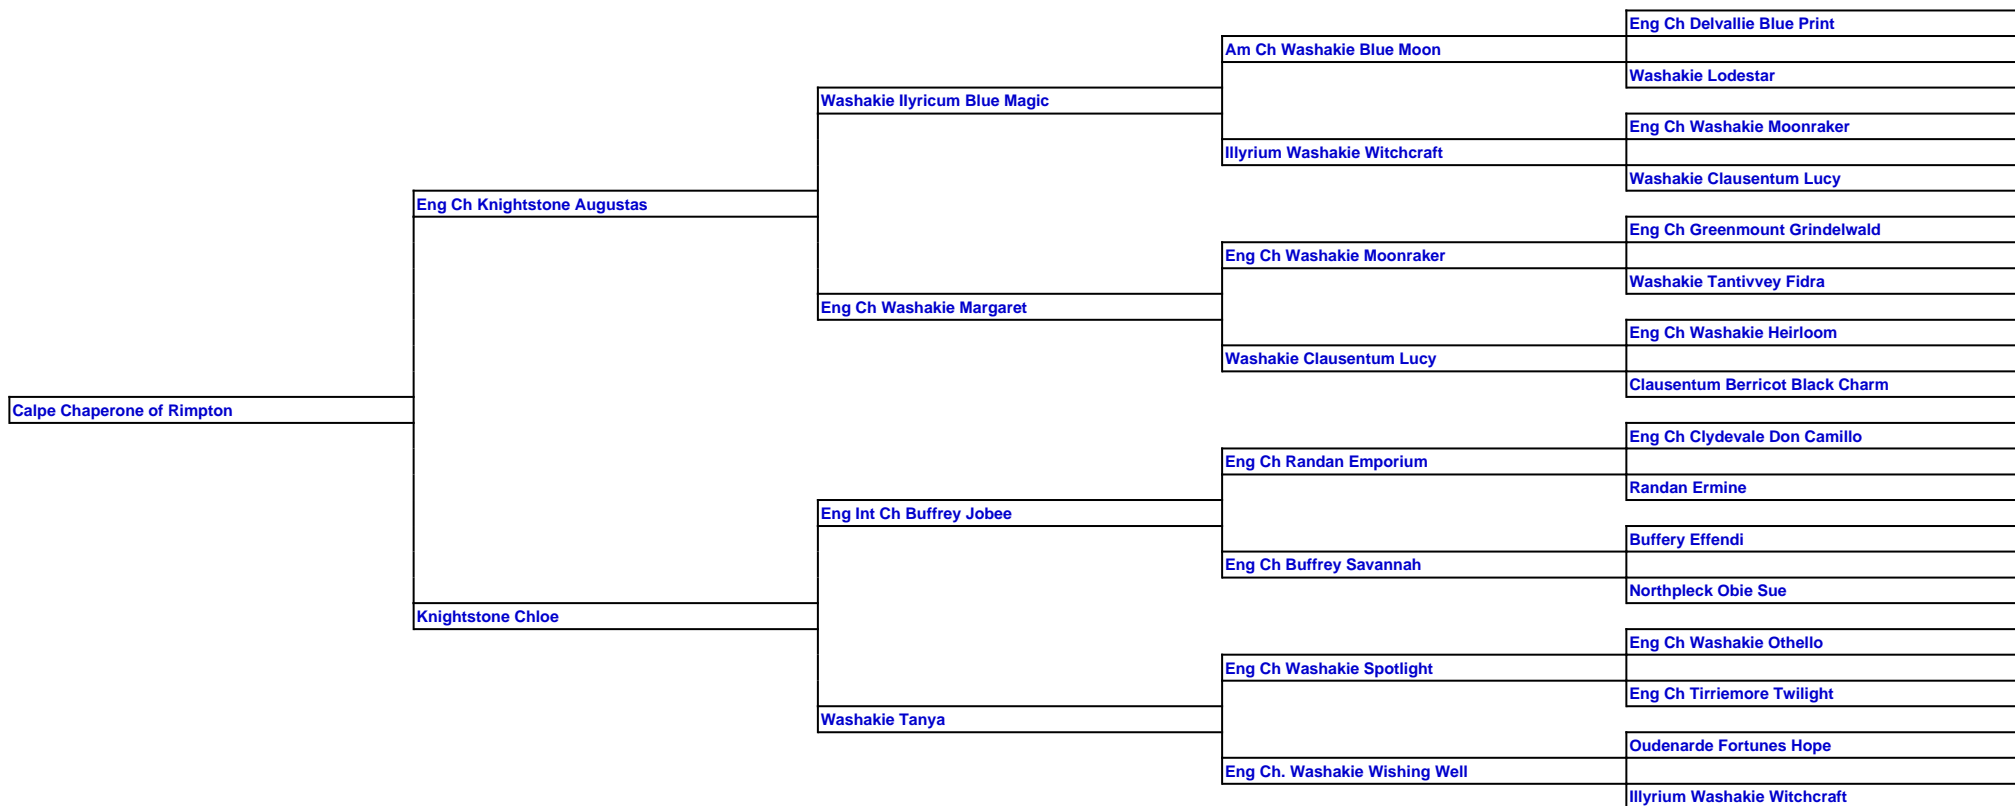 Eng Ch Delvallie Blue Print
Am Ch Washakie Blue Moon
Washakie Lodestar
Washakie Ilyricum Blue Magic
Eng Ch Washakie Moonraker
Illyrium Washakie Witchcraft
Washakie Clausentum Lucy
Eng Ch Knightstone Augustas
Eng Ch Greenmount Grindelwald
Eng Ch Washakie Moonraker
Washakie Tantivvey Fidra
Eng Ch Washakie Margaret
Eng Ch Washakie Heirloom
Washakie Clausentum Lucy
Clausentum Berricot Black Charm
Calpe Chaperone of Rimpton
Eng Ch Clydevale Don Camillo
Eng Ch Randan Emporium
Randan Ermine
Eng Int Ch Buffrey Jobee
Buffery Effendi
Eng Ch Buffrey Savannah
Northpleck Obie Sue
Knightstone Chloe
Eng Ch Washakie Othello
Eng Ch Washakie Spotlight
Eng Ch Tirriemore Twilight
Washakie Tanya
Oudenarde Fortunes Hope
Eng Ch. Washakie Wishing Well
Illyrium Washakie Witchcraft